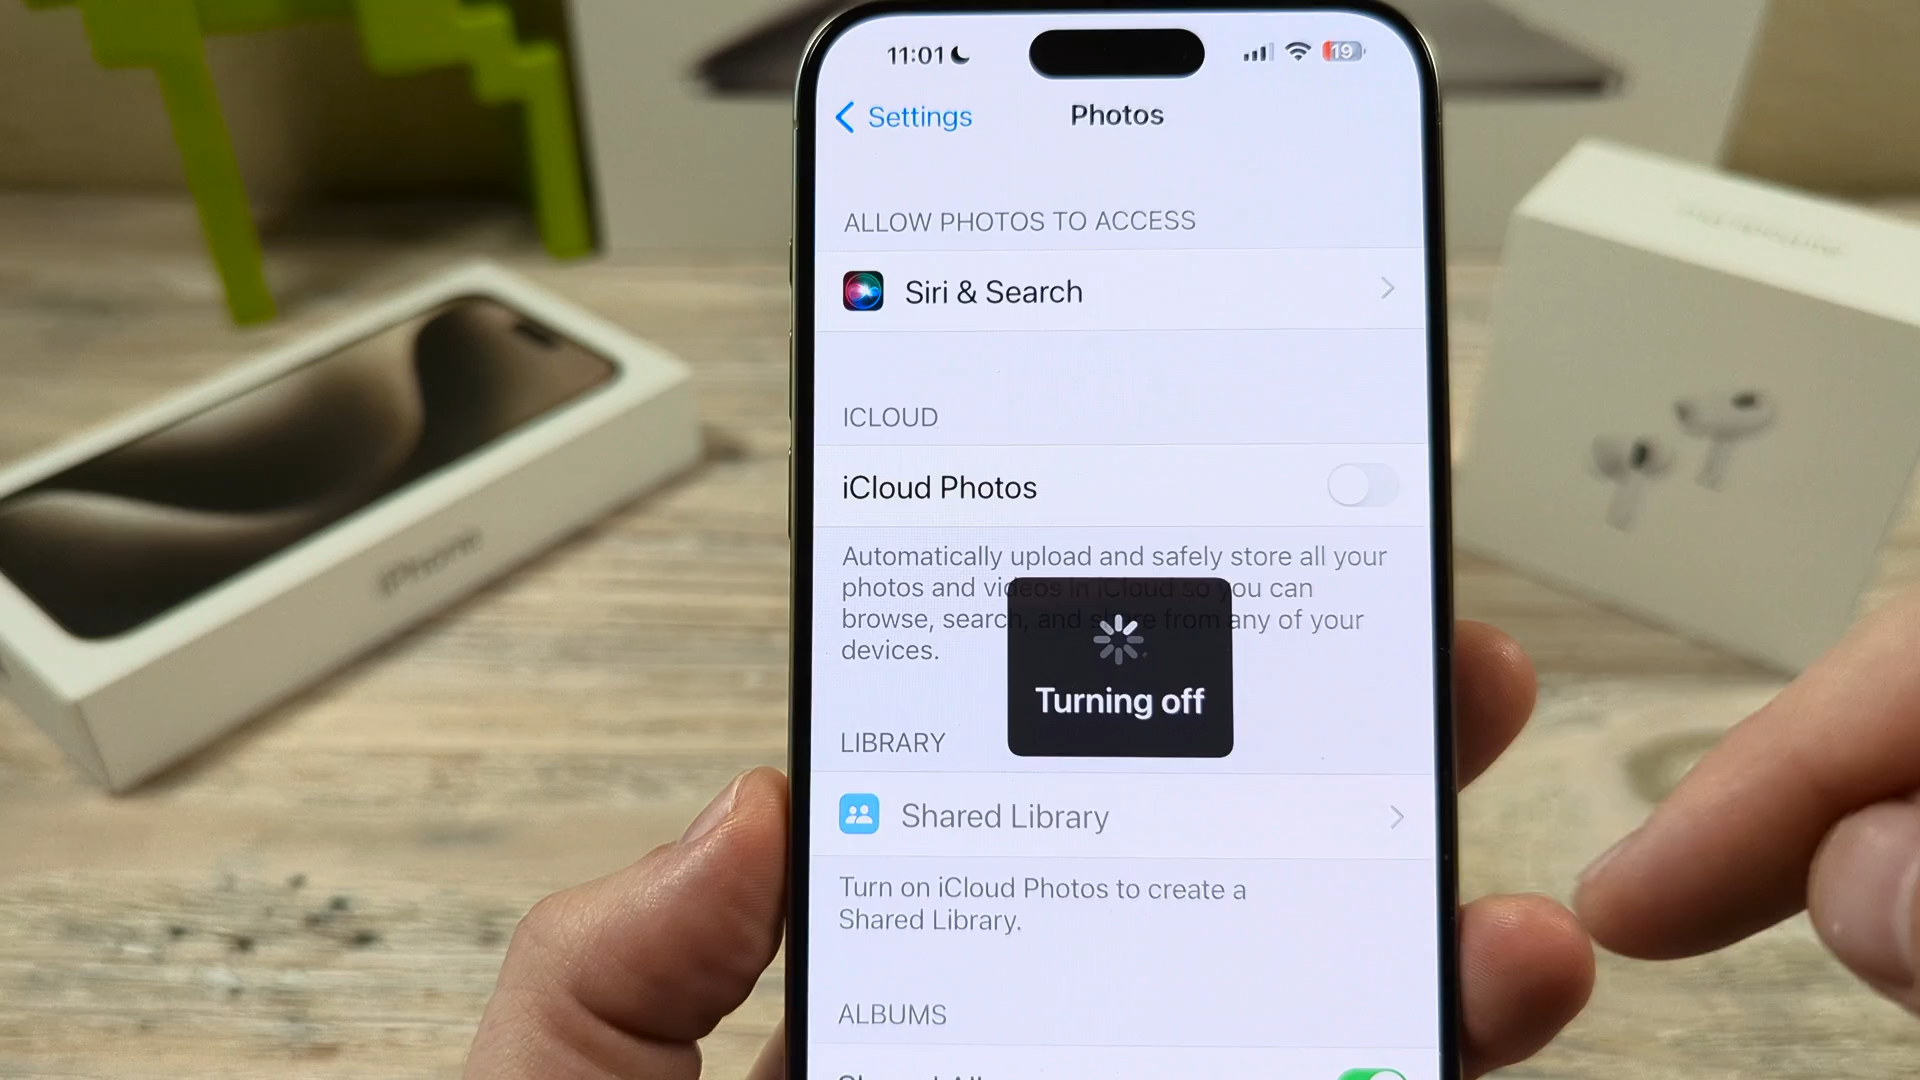 11:01
19
Settings
Photos
ALLOW PHOTOS TO ACCESS
Siri & Search
ICLOUD
iCloud Photos
Automatically upload and safely store all your
photos and videos in iCloud so you can
browse, search, and share from any of your
devices.
Turning off
LIBRARY
Shared Library
Turn on iCloud Photos to create a
Shared Library.
ALBUMS
iPhone